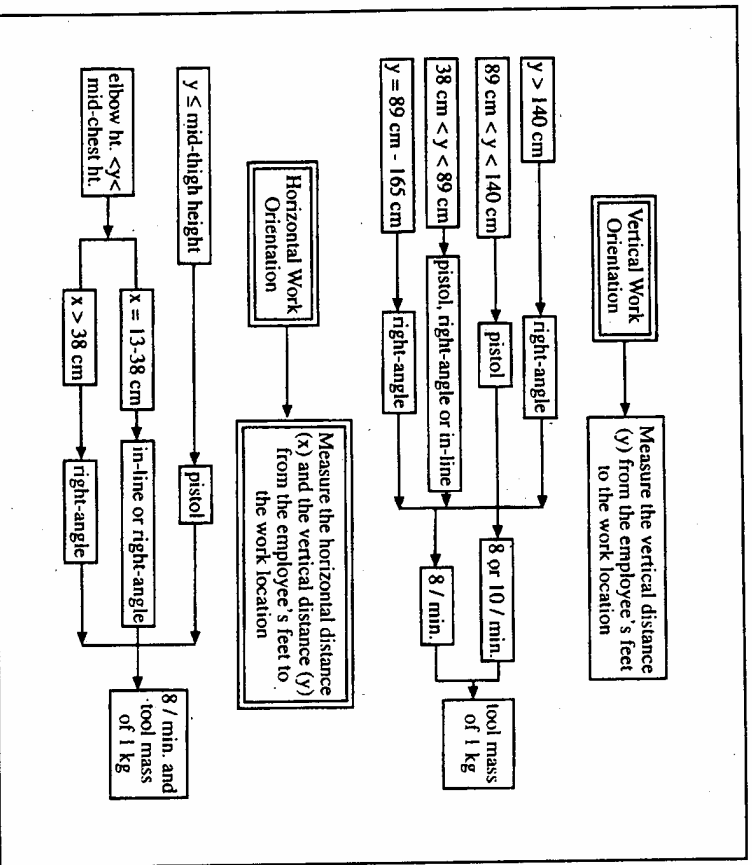 Vertical Work
Orientation
Measure the vertical distance
(y) from the employee's feet
to the work location
y > 140 cm
right-angle
89 cm < y < 140 cm
pistol
8 or 10 / min.
38 cm < y < 89 cm
pistol, right-angle or in-line
y = 89 cm - 165 cm
right-angle
8 / min.
tool mass
of 1 kg
Horizontal Work
Orientation
Measure the horizontal distance
(x) and the vertical distance (y)
from the employee's feet to
the work location
y ≤ mid-thigh height
pistol
elbow ht. <y<
mid-chest ht.
x = 13-38 cm
in-line or right-angle
x > 38 cm
right-angle
8 / min. and
tool mass
of 1 kg